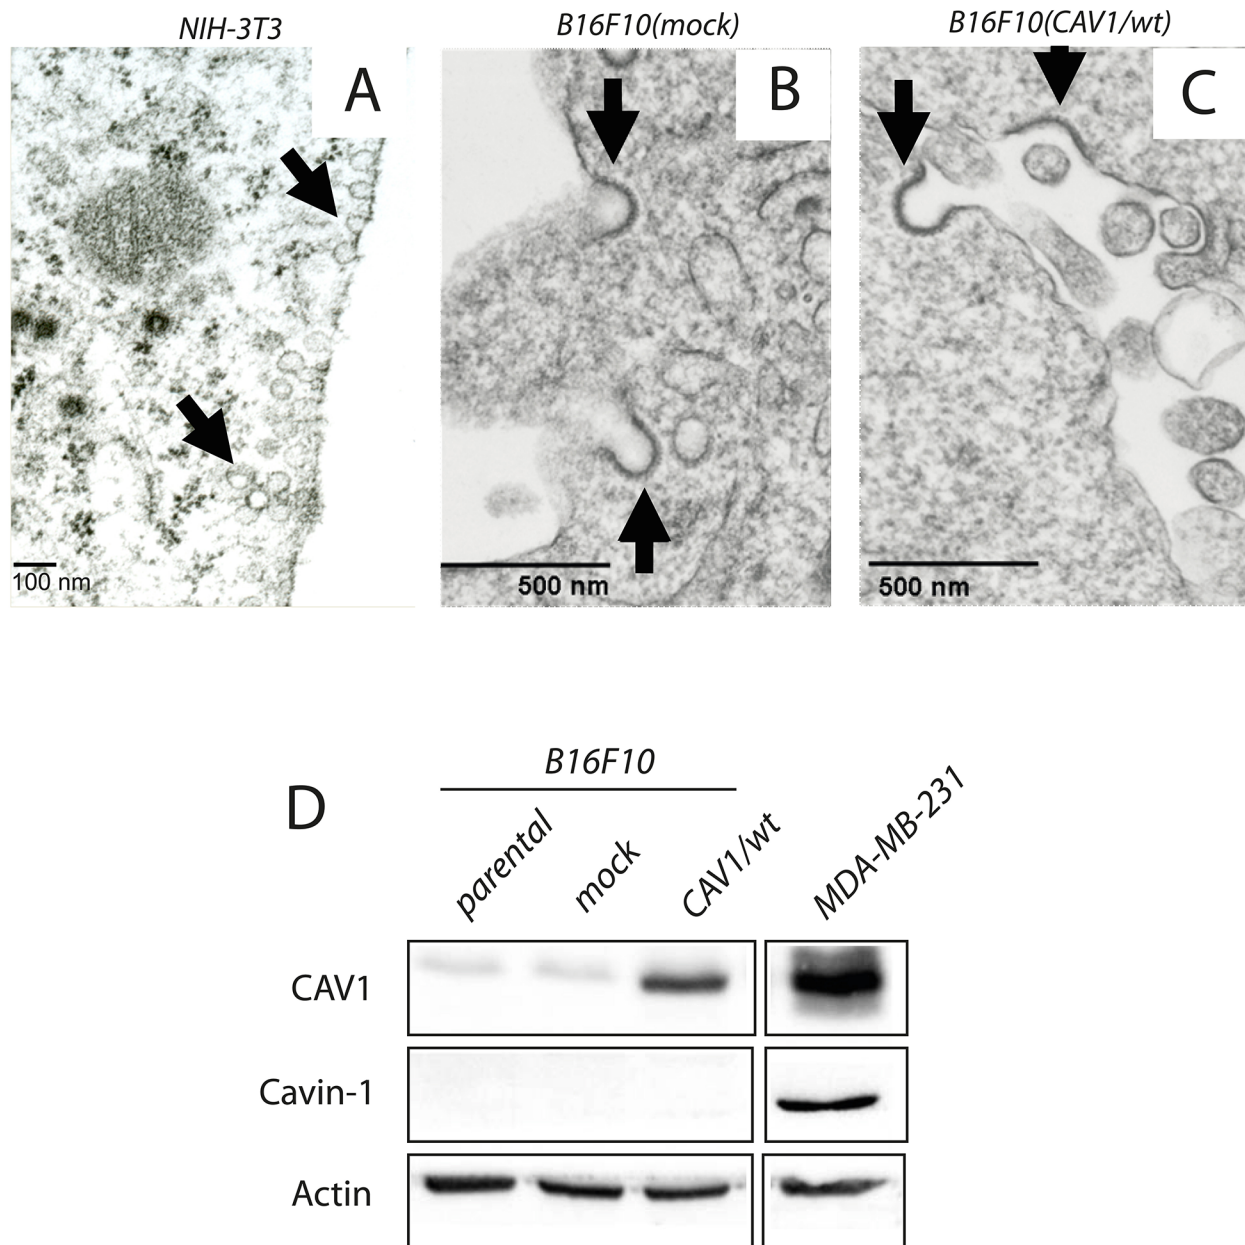 NIH-3T3
B16F10(mock)
B16F10(CAV1/wt)
A
B
C
100 nm
500 nm
500 nm
D
B16F10
parental
mock
CAV1/wt
MDA-MB-231
CAV1
Cavin-1
Actin